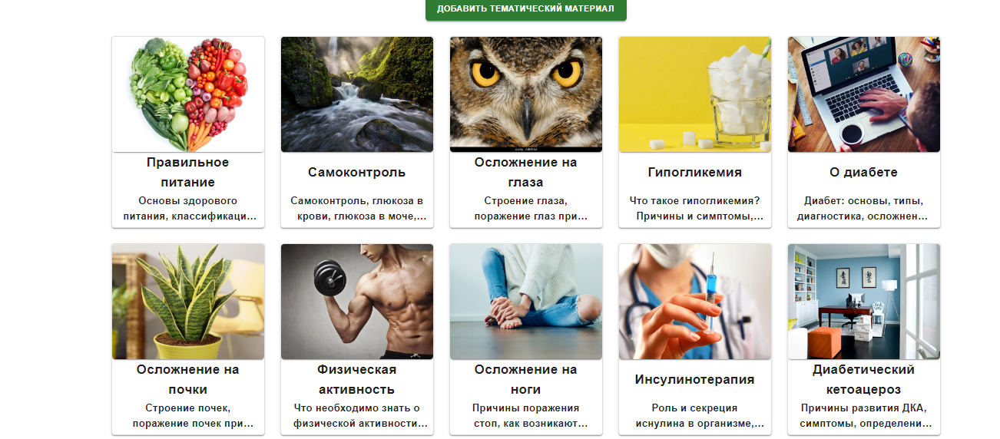 ДОБАВИТЬ ТЕМАТИЧЕСКИЙ МАТЕРИАЛ
Правильное
питание
Основы здорового
питания, классификаци...
Самоконтроль
Самоконтроль, глюкоза в
крови, глюкоза в моче,...
Осложнение на
глаза
Строение глаза,
поражение глаз при...
Гипогликемия
Что такое гипогликемия?
Причины и симптомы,...
О диабете
Диабет: основы, типы,
диагностика, осложнен...
Осложнение на
почки
Строение почек,
поражение почек при...
Физическая
активность
Что необходимо знать о
физической активности...
Осложнение на
ноги
Причины поражения
стоп, как возникают...
Инсулинотерапия
Роль и секреция
иснулина в организме,...
Диабетический
кетоацероз
Причины развития ДКА,
симптомы, определени...